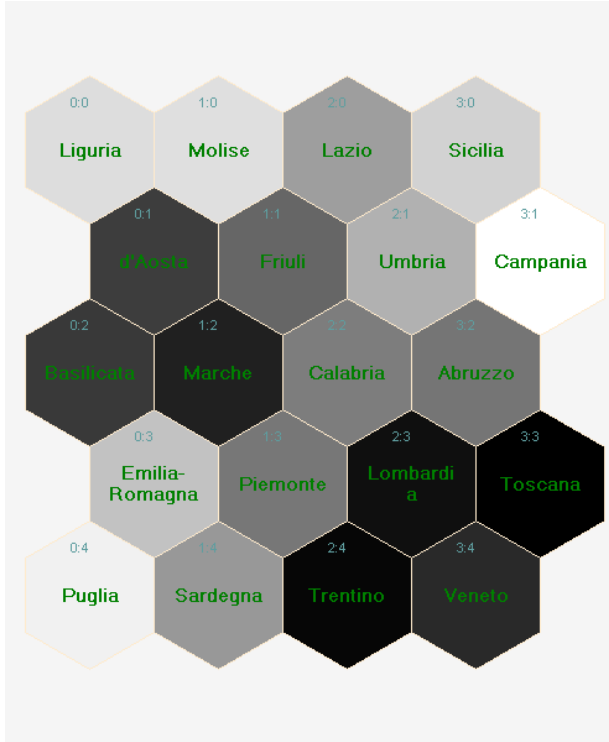 0:0 1:0 2:0 3:0
Liguria Molise Lazio Sicilia
0:1 1:1 2:1 3:1
d'Aosta Friuli Umbria Campania
0:2 1:2 2:2 3:2
Basilicata Marche Calabria Abruzzo
0:3 1:3 2:3 3:3
Emilia-
Romagna
Piemonte
Lombardi
a
Toscana
0:4 1:4 2:4 3:4
Puglia Sardegna Trentino Veneto